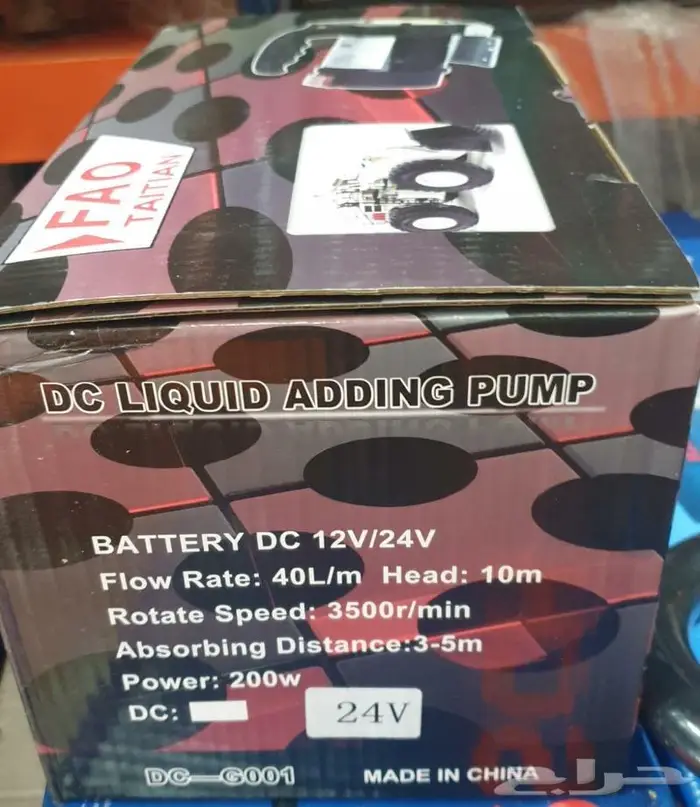 FAO
TAITIAN
DC LIQUID ADDING PUMP
BATTERY DC 12V/24V
Flow Rate: 40L/m Head: 10m
Rotate Speed: 3500r/min
Absorbing Distance:3-5m
Power: 200w
DC: 24V
DC—G001 MADE IN CHINA
حراج